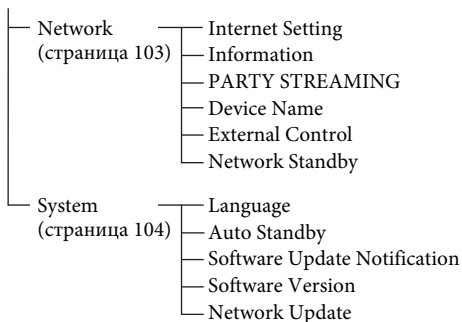 Network
(страница 103)
Internet Setting
Information
PARTY STREAMING
Device Name
External Control
Network Standby
System
(страница 104)
Language
Auto Standby
Software Update Notification
Software Version
Network Update